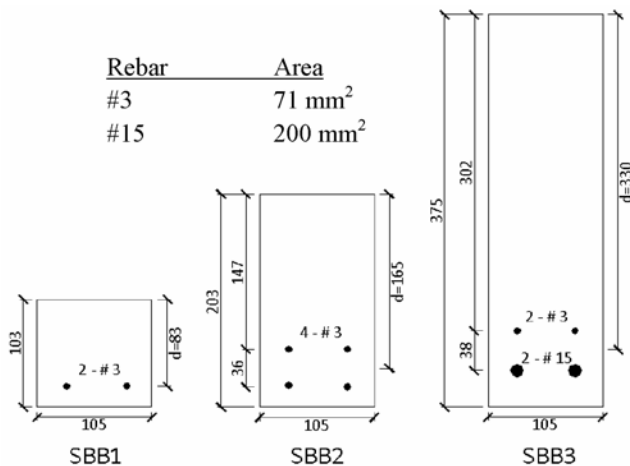 Rebar Area
#3 71 mm²
#15 200 mm²
103
2 - # 3
d=83
105
SBB1
203
147
36
4 - # 3
d=165
105
SBB2
375
302
38
2 - # 3
2 - # 15
d=330
105
SBB3